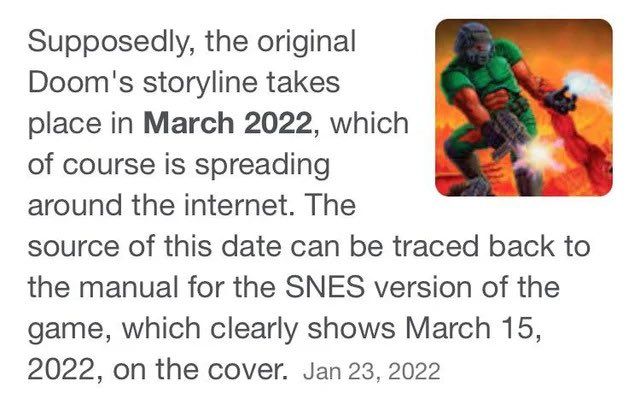 Supposedly, the original
Doom's storyline takes
place in March 2022, which
of course is spreading
around the internet. The
source of this date can be traced back to
the manual for the SNES version of the
game, which clearly shows March 15,
2022, on the cover. Jan 23, 2022